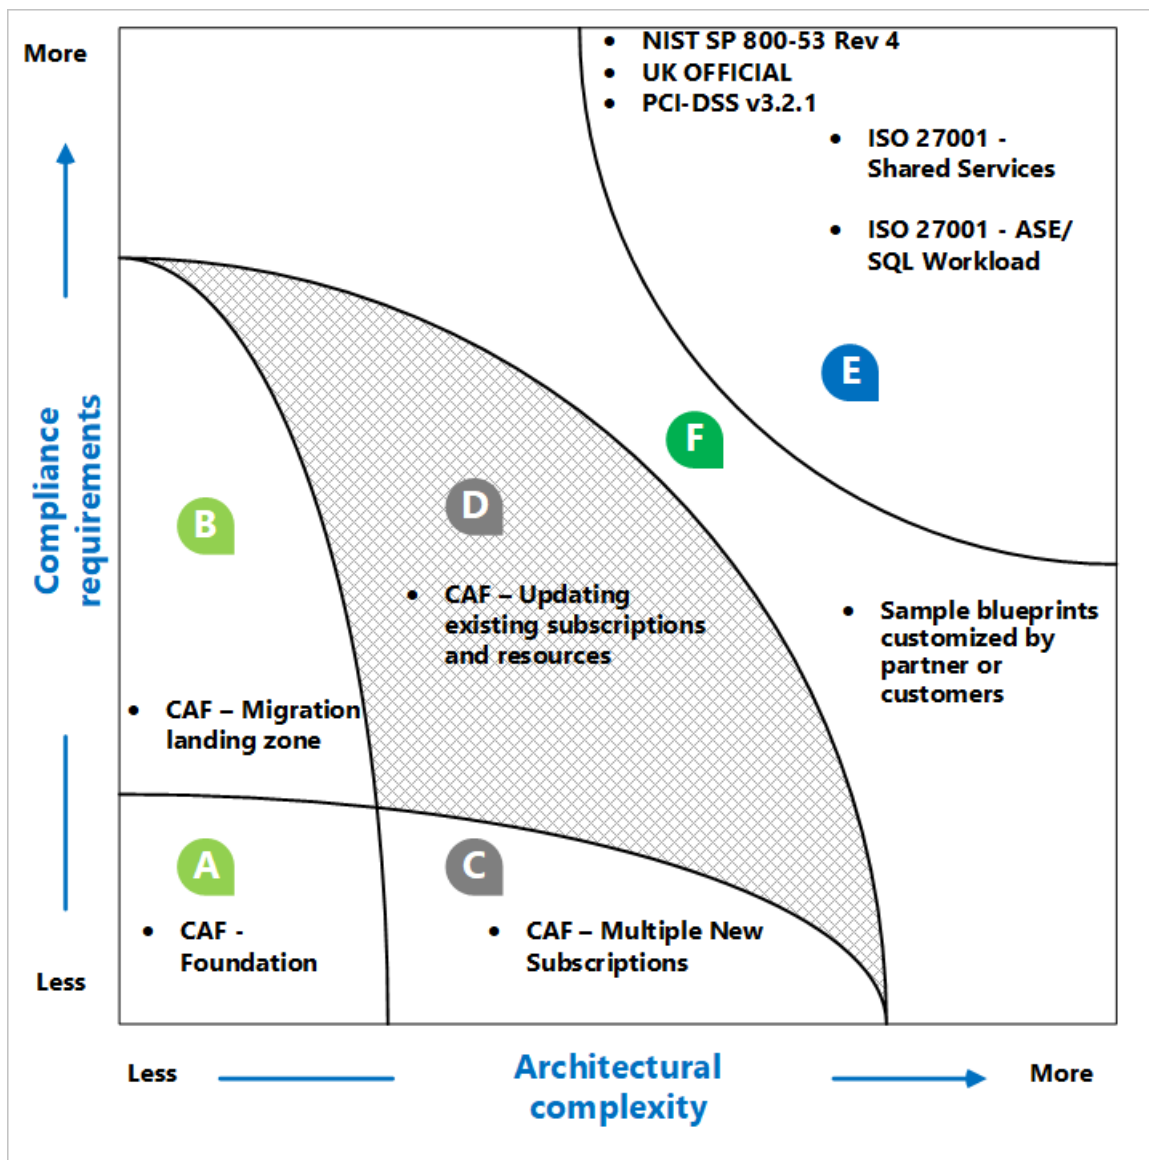 More
• NIST SP 800-53 Rev 4
• UK OFFICIAL
• PCI-DSS v3.2.1
• ISO 27001 -
Shared Services
• ISO 27001 - ASE/
SQL Workload
E
F
Compliance
requirements
D
B
• CAF – Updating
existing subscriptions
and resources
• Sample blueprints
customized by
partner or
customers
• CAF – Migration
landing zone
A
C
• CAF -
Foundation
• CAF – Multiple New
Subscriptions
Less
Less
Architectural
complexity
More